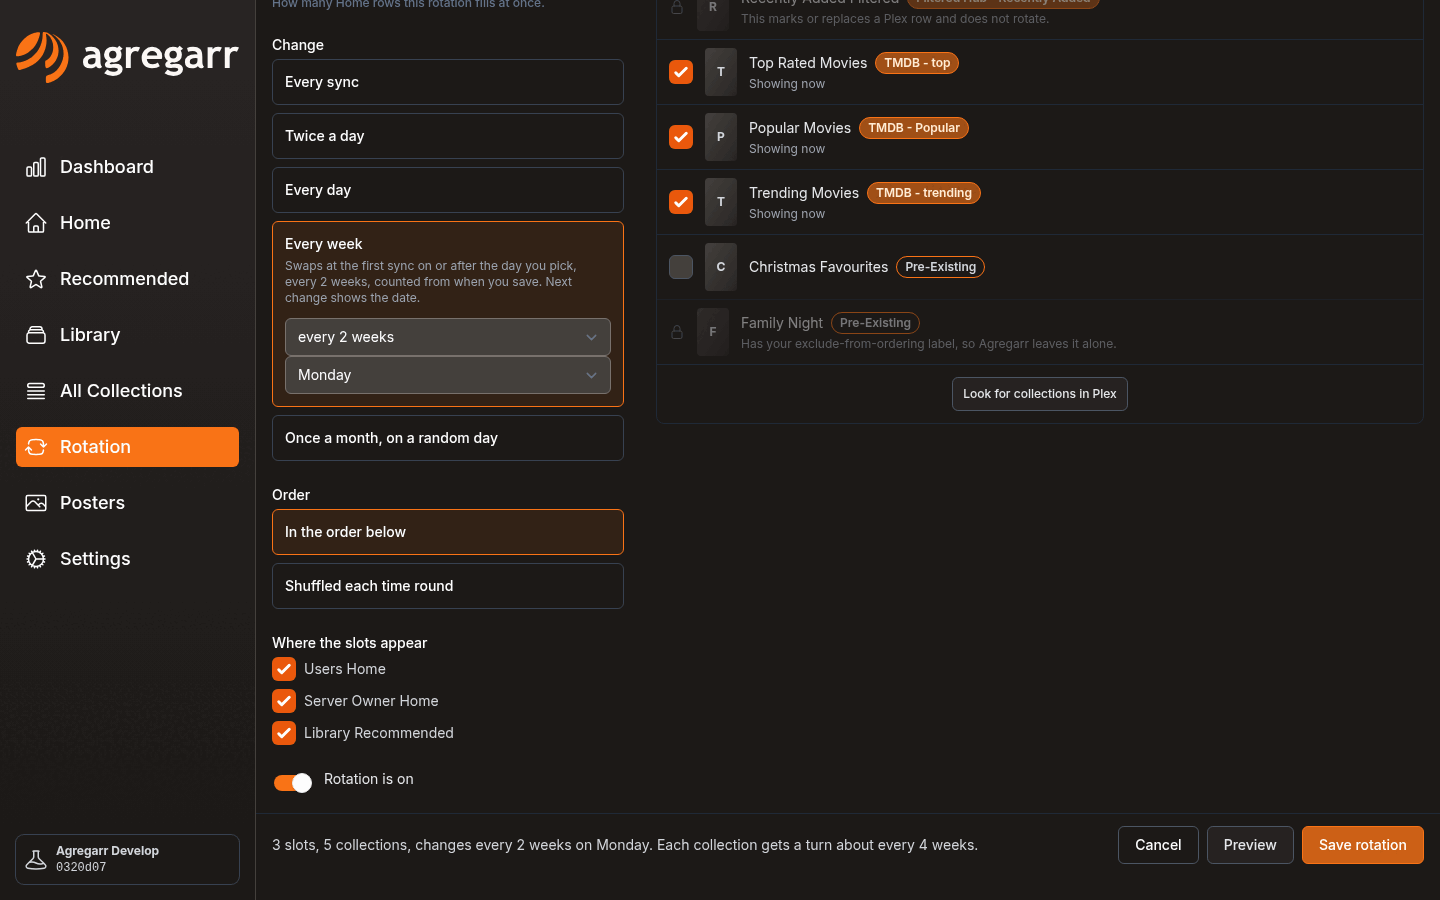 agregarr
Dashboard
Home
Recommended
Library
All Collections
Rotation
Posters
Settings
Agregarr Develop
0320d07
How many Home rows this rotation fills at once.
Change
Every sync
Twice a day
Every day
Every week
Swaps at the first sync on or after the day you pick,
every 2 weeks, counted from when you save. Next
change shows the date.
every 2 weeks
Monday
Once a month, on a random day
Order
In the order below
Shuffled each time round
Where the slots appear
Users Home
Server Owner Home
Library Recommended
Rotation is on
R
Recently Added Filtered Filtered Hub - Recently Added
This marks or replaces a Plex row and does not rotate.
T
Top Rated Movies TMDB - top
Showing now
P
Popular Movies TMDB - Popular
Showing now
T
Trending Movies TMDB - trending
Showing now
C
Christmas Favourites Pre-Existing
F
Family Night Pre-Existing
Has your exclude-from-ordering label, so Agregarr leaves it alone.
Look for collections in Plex
3 slots, 5 collections, changes every 2 weeks on Monday. Each collection gets a turn about every 4 weeks.
Cancel
Preview
Save rotation